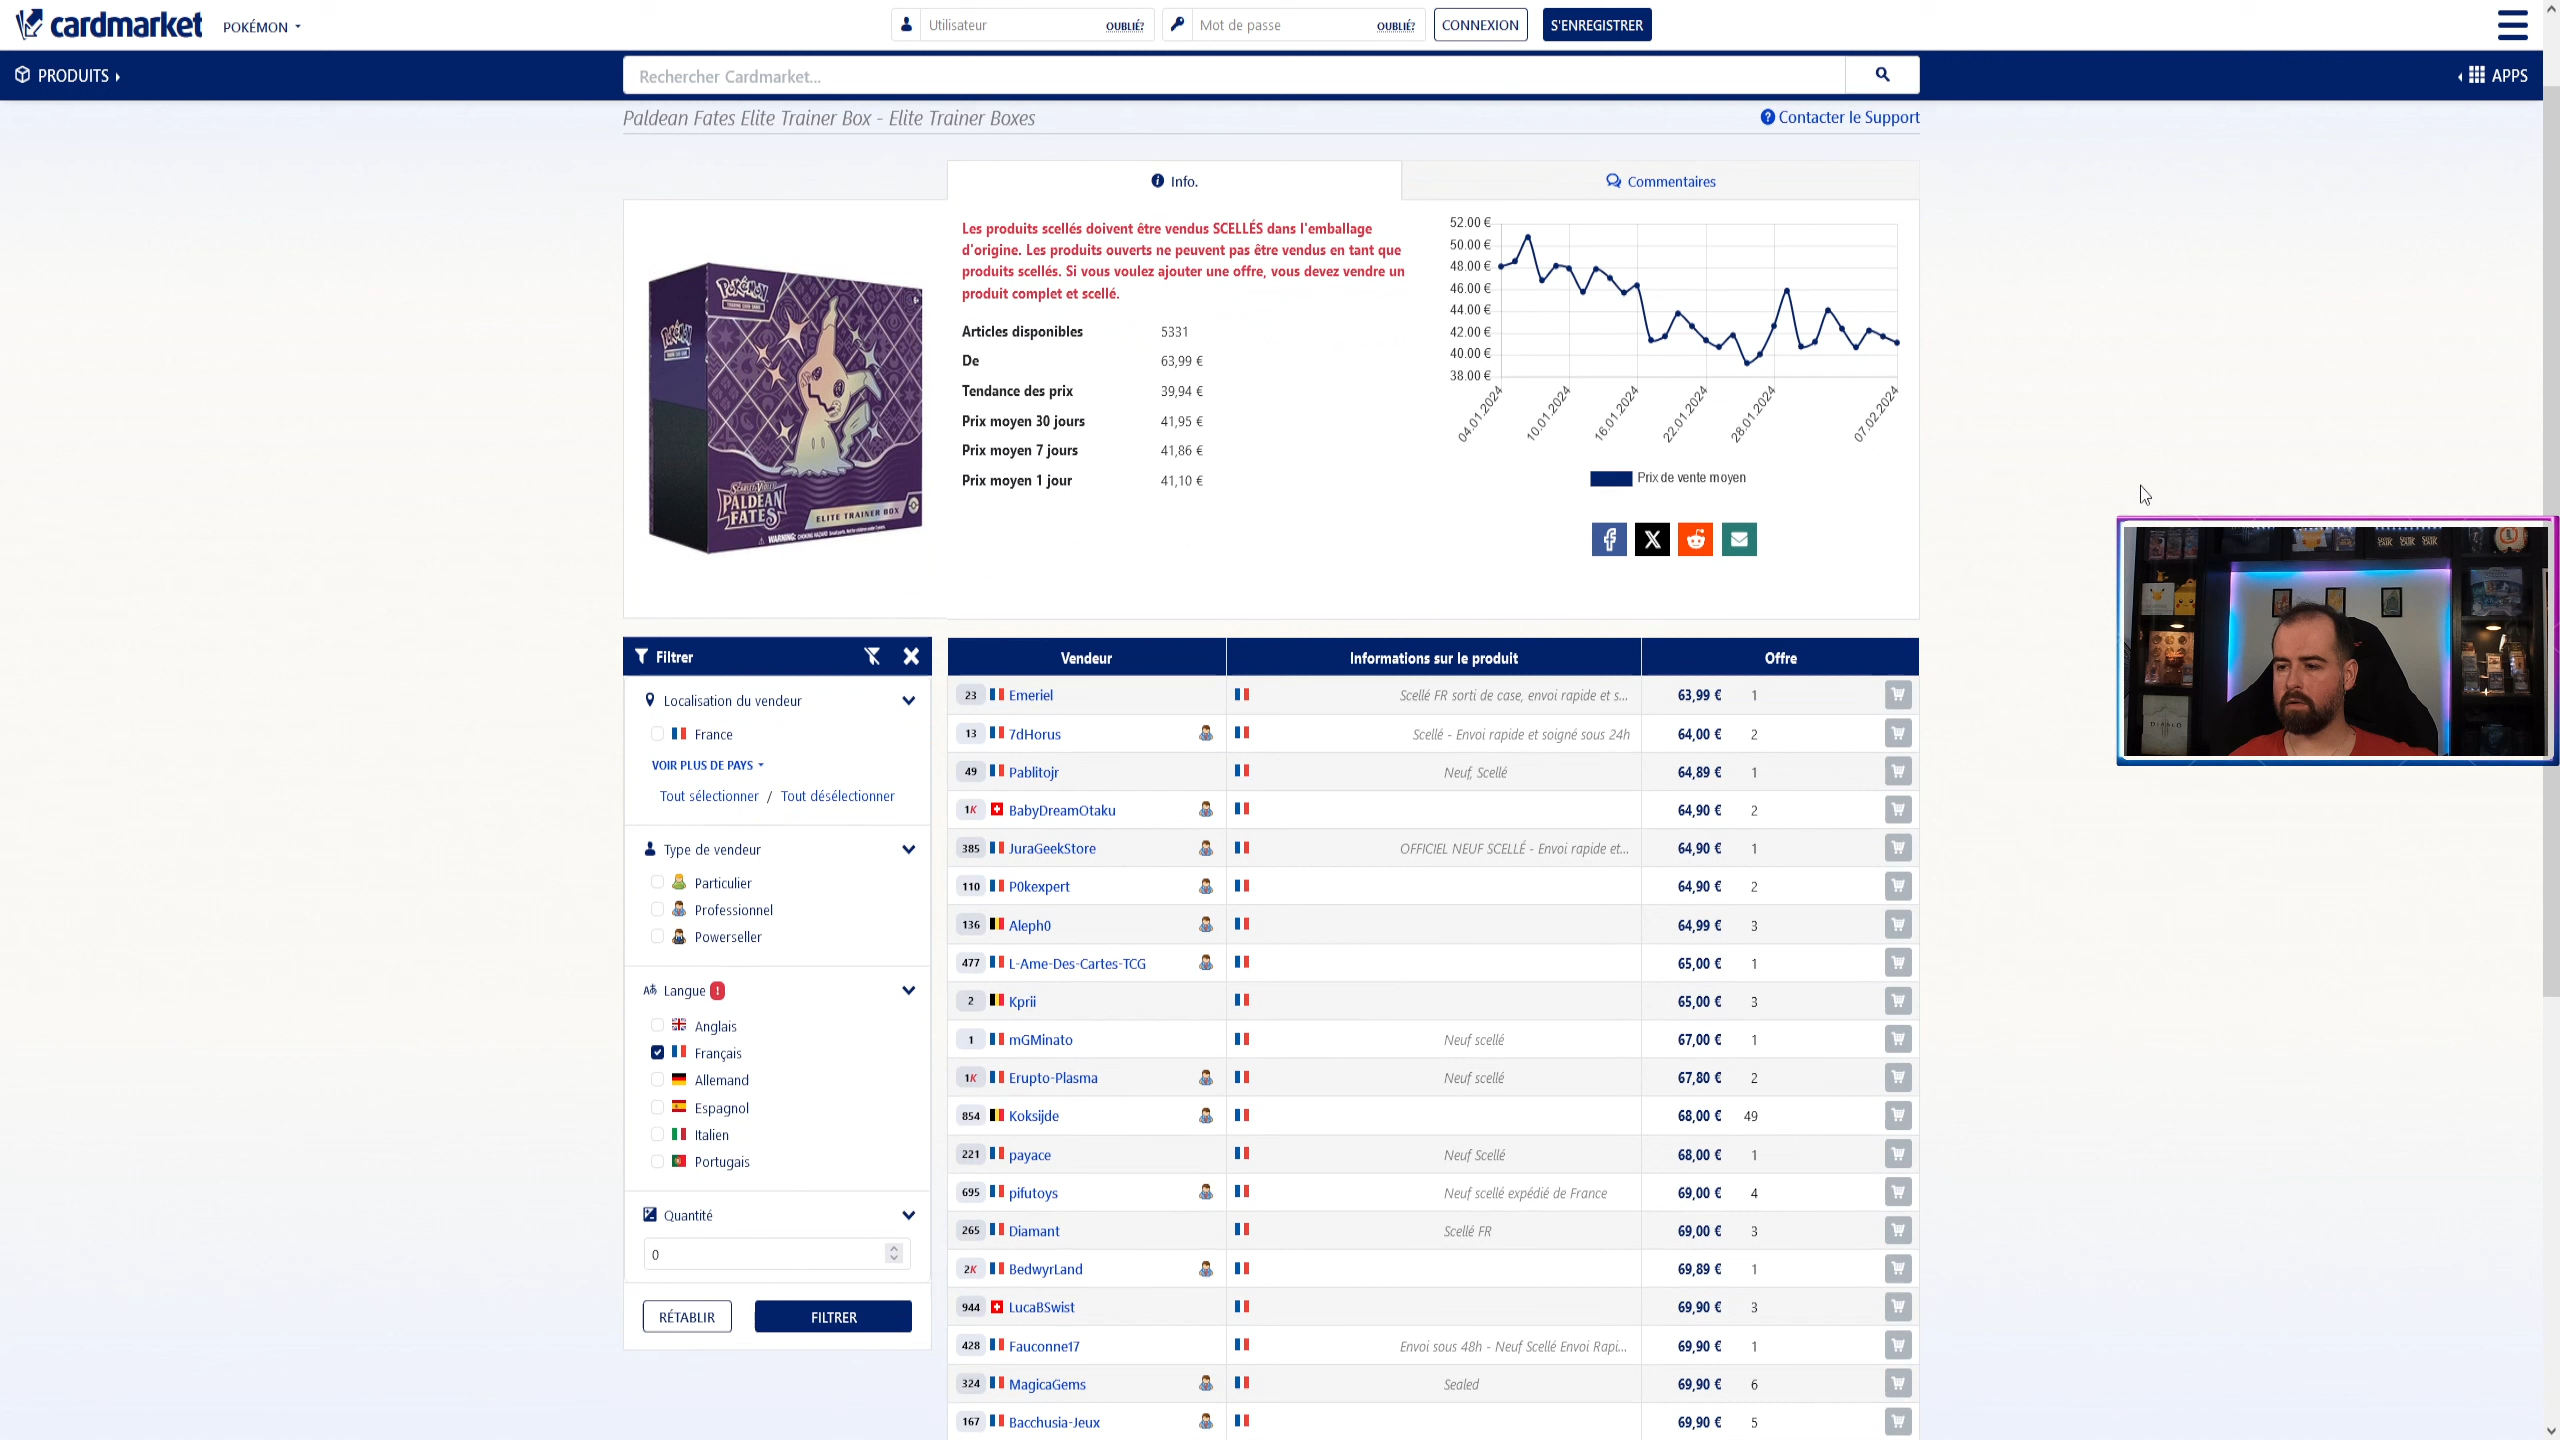 cardmarket POKÉMON Utilisateur OUBLIÉ? Mot de passe OUBLIÉ? CONNEXION S'ENREGISTRER
PRODUITS Rechercher Cardmarket... APPS
Paldean Fates Elite Trainer Box - Elite Trainer Boxes Contacter le Support
Info. Commentaires
Les produits scellés doivent être vendus SCELLÉS dans l'emballage
d'origine. Les produits ouverts ne peuvent pas être vendus en tant que
produits scellés. Si vous voulez ajouter une offre, vous devez vendre un
produit complet et scellé.
Articles disponibles 5331
De 63,99 €
Tendance des prix 39,94 €
Prix moyen 30 jours 41,95 €
Prix moyen 7 jours 41,86 €
Prix moyen 1 jour 41,10 €
POKÉMON
SCARLET & VIOLET
PALDEAN
FATES
ELITE TRAINER BOX
52.00 €
50.00 €
48.00 €
46.00 €
44.00 €
42.00 €
40.00 €
38.00 €
04.01.2024 10.01.2024 16.01.2024 22.01.2024 28.01.2024 07.02.2024
Prix de vente moyen
Filtrer
Localisation du vendeur
France
VOIR PLUS DE PAYS
Tout sélectionner / Tout désélectionner
Type de vendeur
Particulier
Professionnel
Powerseller
Langue !
Anglais
Français
Allemand
Espagnol
Italien
Portugais
Quantité
0
RÉTABLIR FILTRER
Vendeur Informations sur le produit Offre
23 Emeriel Scellé FR sorti de case, envoi rapide et s... 63,99 € 1
13 7dHorus Scellé - Envoi rapide et soigné sous 24h 64,00 € 2
49 Pablitojr Neuf, Scellé 64,89 € 1
1K BabyDreamOtaku 64,90 € 2
385 JuraGeekStore OFFICIEL NEUF SCELLÉ - Envoi rapide et... 64,90 € 1
110 P0kexpert 64,90 € 2
136 Aleph0 64,99 € 3
477 L-Ame-Des-Cartes-TCG 65,00 € 1
2 Kprii 65,00 € 3
1 mGMinato Neuf scellé 67,00 € 1
1K Erupto-Plasma Neuf scellé 67,80 € 2
854 Koksijde 68,00 € 49
221 payace Neuf Scellé 68,00 € 1
695 pifutoys Neuf scellé expédié de France 69,00 € 4
265 Diamant Scellé FR 69,00 € 3
2K BedwyrLand 69,89 € 1
944 LucaBSwist 69,90 € 3
428 Fauconne17 Envoi sous 48h - Neuf Scellé Envoi Rapi... 69,90 € 1
324 MagicaGems Sealed 69,90 € 6
167 Bacchusia-Jeux 69,90 € 5
DIABLO